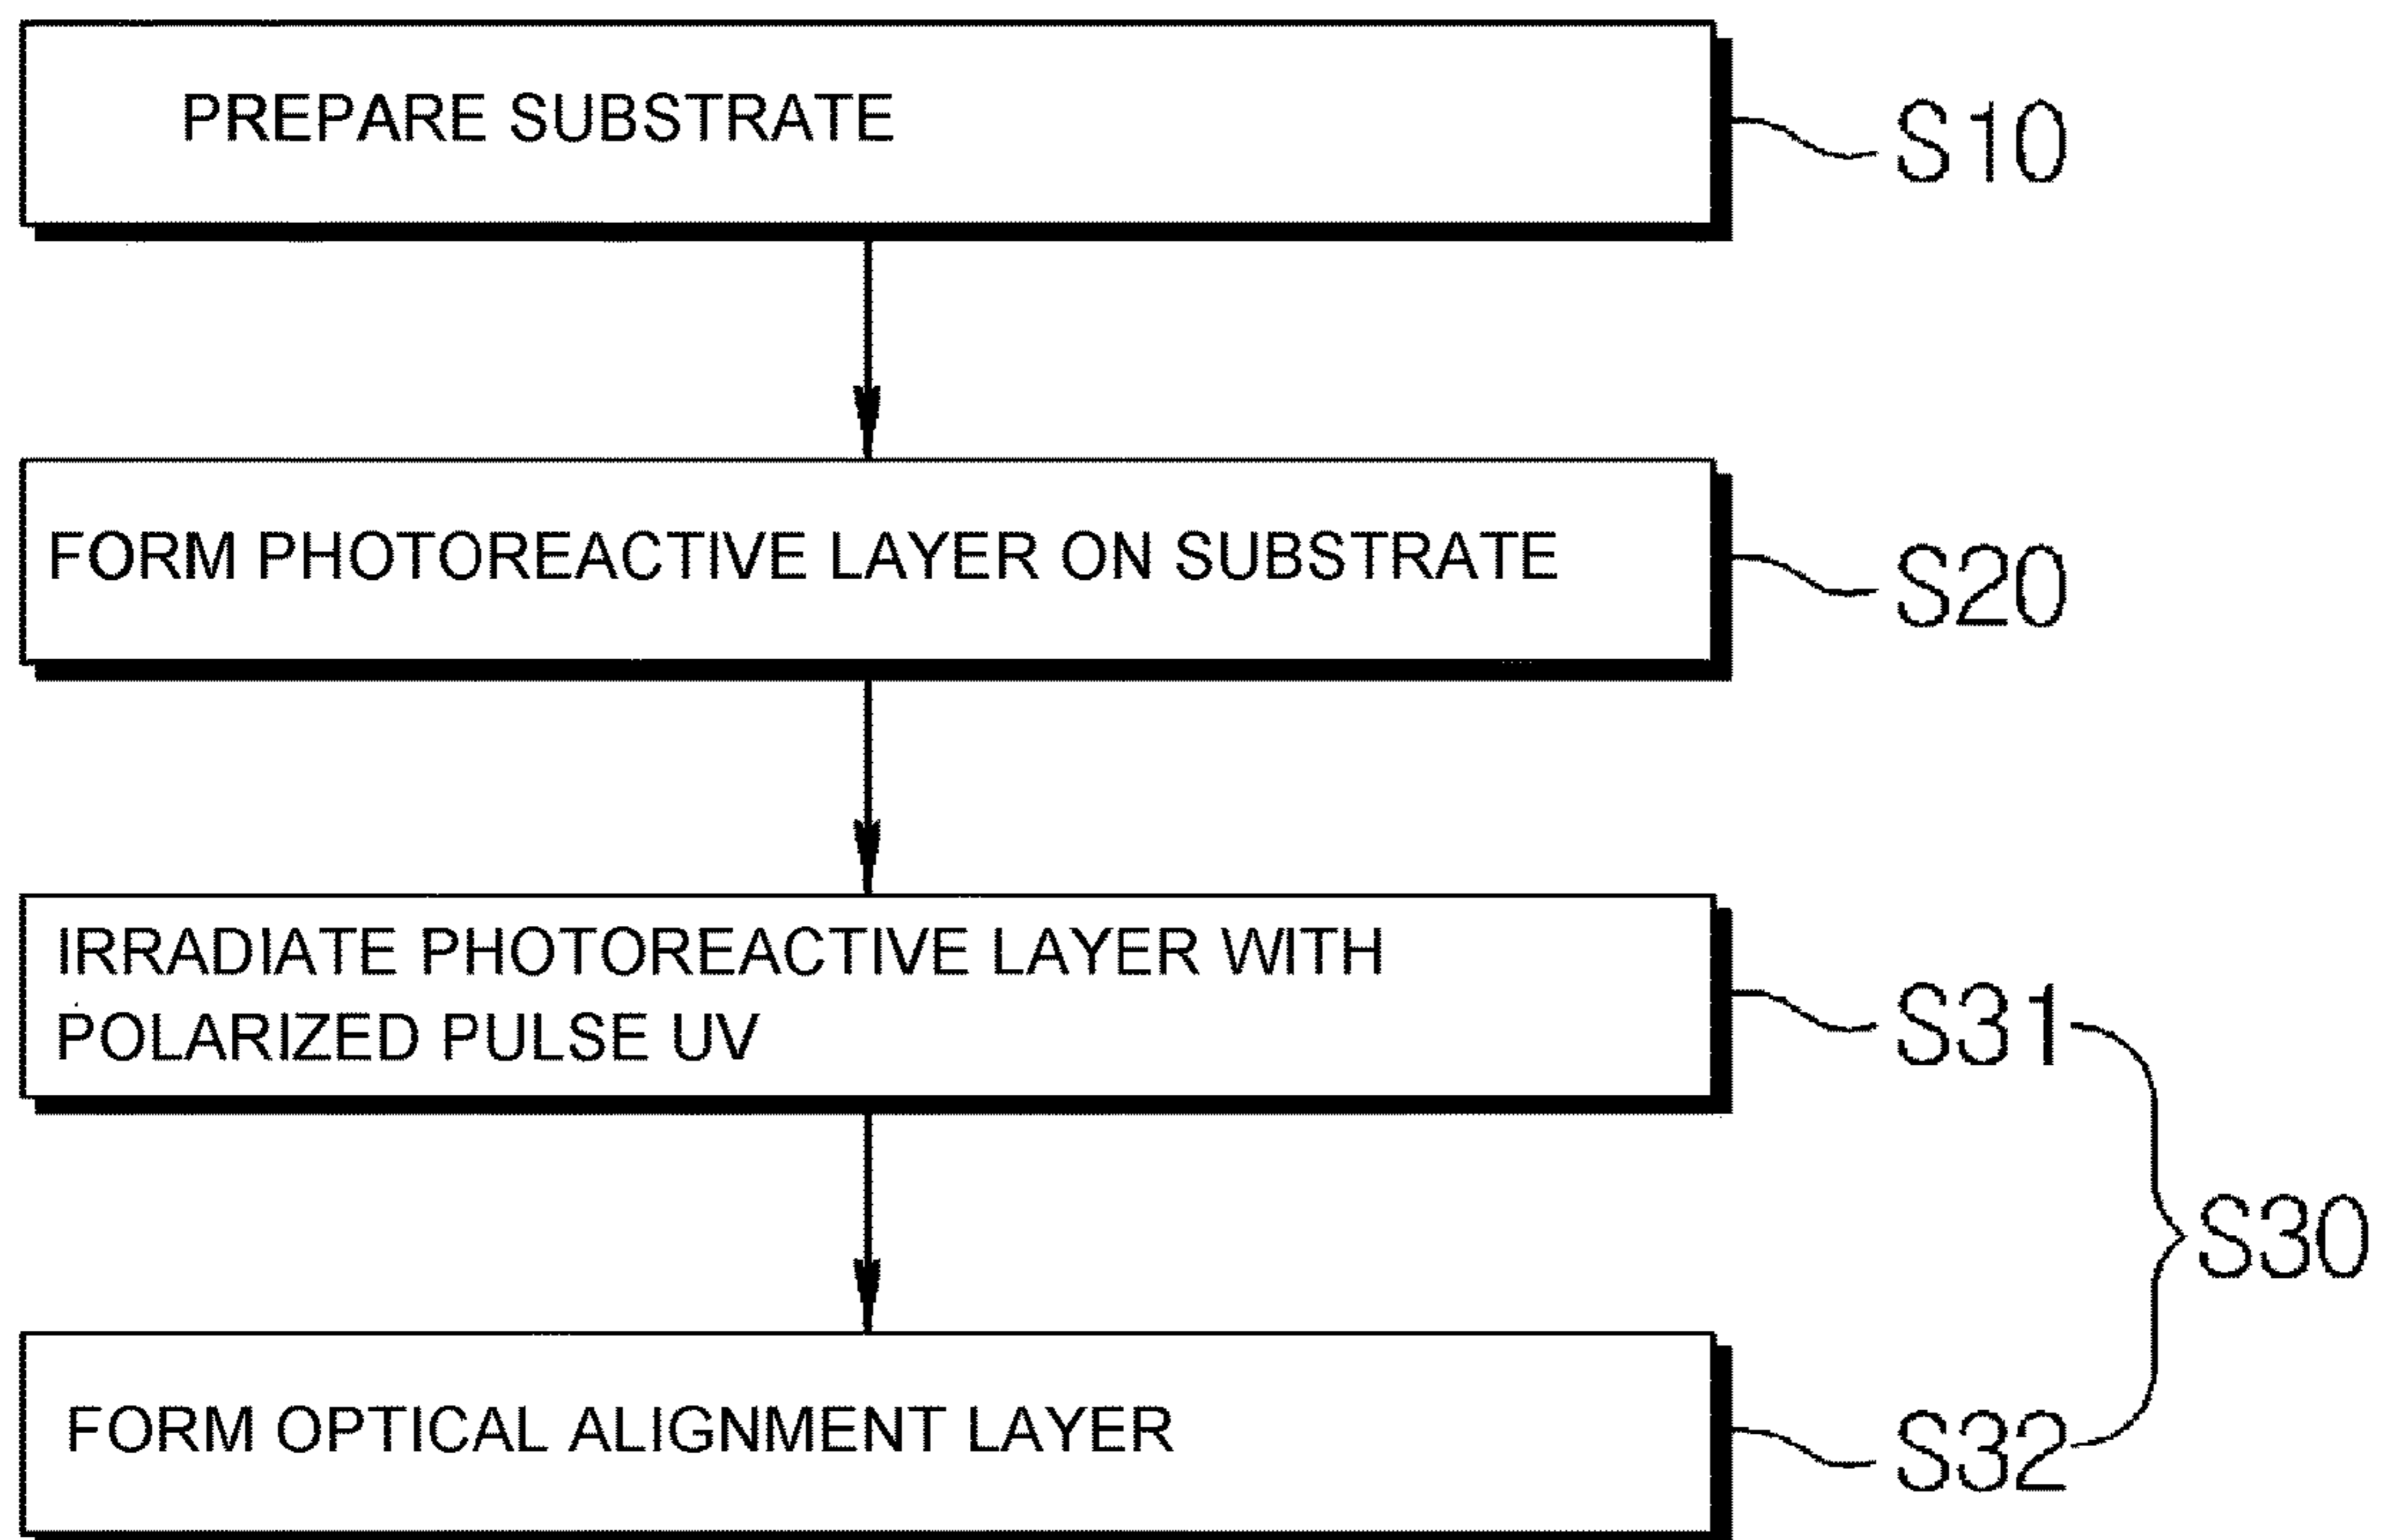 PREPARE SUBSTRATE
S10
FORM PHOTOREACTIVE LAYER ON SUBSTRATE
S20
IRRADIATE PHOTOREACTIVE LAYER WITH
POLARIZED PULSE UV
S31
S30
FORM OPTICAL ALIGNMENT LAYER
S32